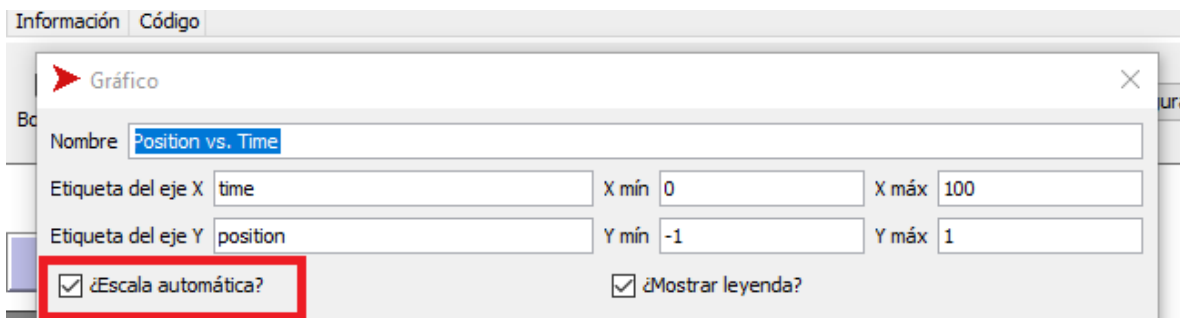 Información Código
Gráfico
Nombre Position vs. Time
Etiqueta del eje X time X mín 0 X máx 100
Etiqueta del eje Y position Y mín -1 Y máx 1
¿Escala automática? ¿Mostrar leyenda?